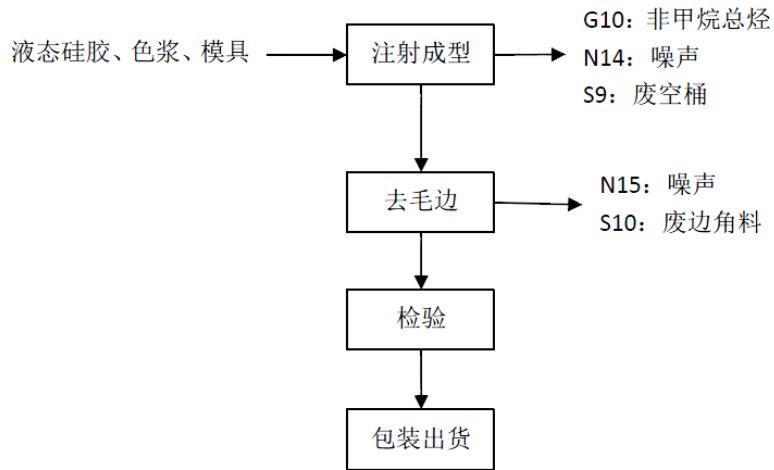 液态硅胶、色浆、模具
注射成型
G10：非甲烷总烃
N14：噪声
S9：废空桶
去毛边
N15：噪声
S10：废边角料
检验
包装出货